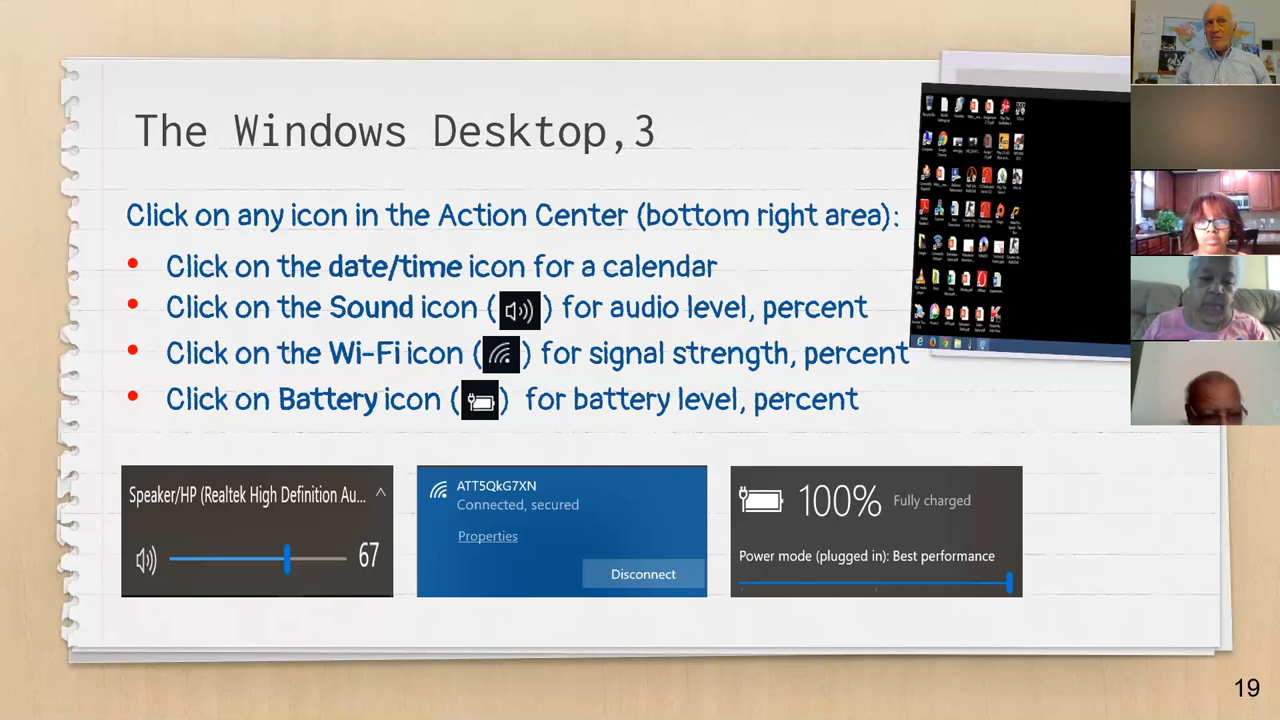 The Windows Desktop,3
Click on any icon in the Action Center (bottom right area):
• Click on the date/time icon for a calendar
• Click on the Sound icon ( ) for audio level, percent
• Click on the Wi-Fi icon ( ) for signal strength, percent
• Click on Battery icon ( ) for battery level, percent
Speaker/HP (Realtek High Definition Au...
67
ATT5QkG7XN
Connected, secured
Properties
Disconnect
100% Fully charged
Power mode (plugged in): Best performance
19